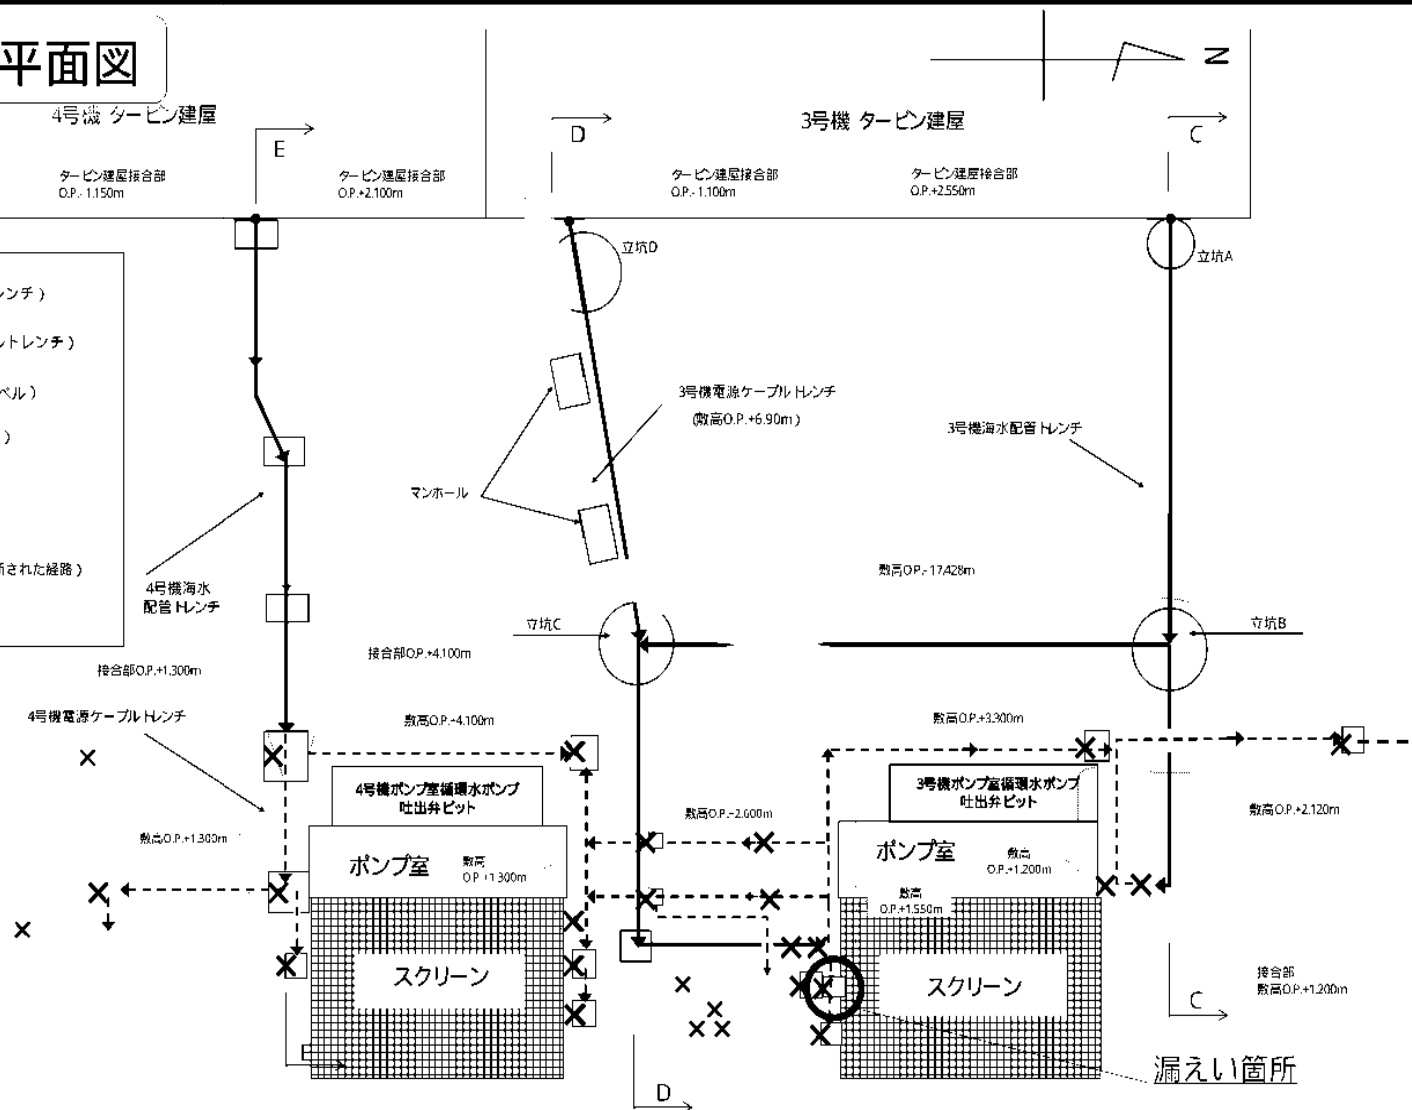 平面図
N
4号機 タービン建屋
3号機 タービン建屋
E
D
C
タービン建屋接合部
O.P.-1.150m
タービン建屋接合部
O.P.+2.100m
タービン建屋接合部
O.P.-1.100m
タービン建屋接合部
O.P.+2.550m
立坑D
立坑A
ンチ）
トレンチ）
ベル）
）
された経路）
3号機電源ケーブルトレンチ
(敷高O.P.+6.90m)
3号機海水配管トレンチ
マンホール
敷高O.P.-17.428m
4号機海水
配管トレンチ
立坑C
立坑B
接合部O.P.+4.100m
接合部O.P.+1.300m
4号機電源ケーブルトレンチ
敷高O.P.+4.100m
敷高O.P.+3.300m
4号機ポンプ室循環水ポンプ
吐出弁ピット
3号機ポンプ室循環水ポンプ
吐出弁ピット
敷高O.P.+2.120m
敷高O.P.+1.300m
ポンプ室
敷高
O.P.+1.300m
ポンプ室
敷高
O.P.+1.200m
敷高
O.P.+1.550m
スクリーン
スクリーン
接合部
敷高O.P.+1.200m
C
E
D
漏えい箇所